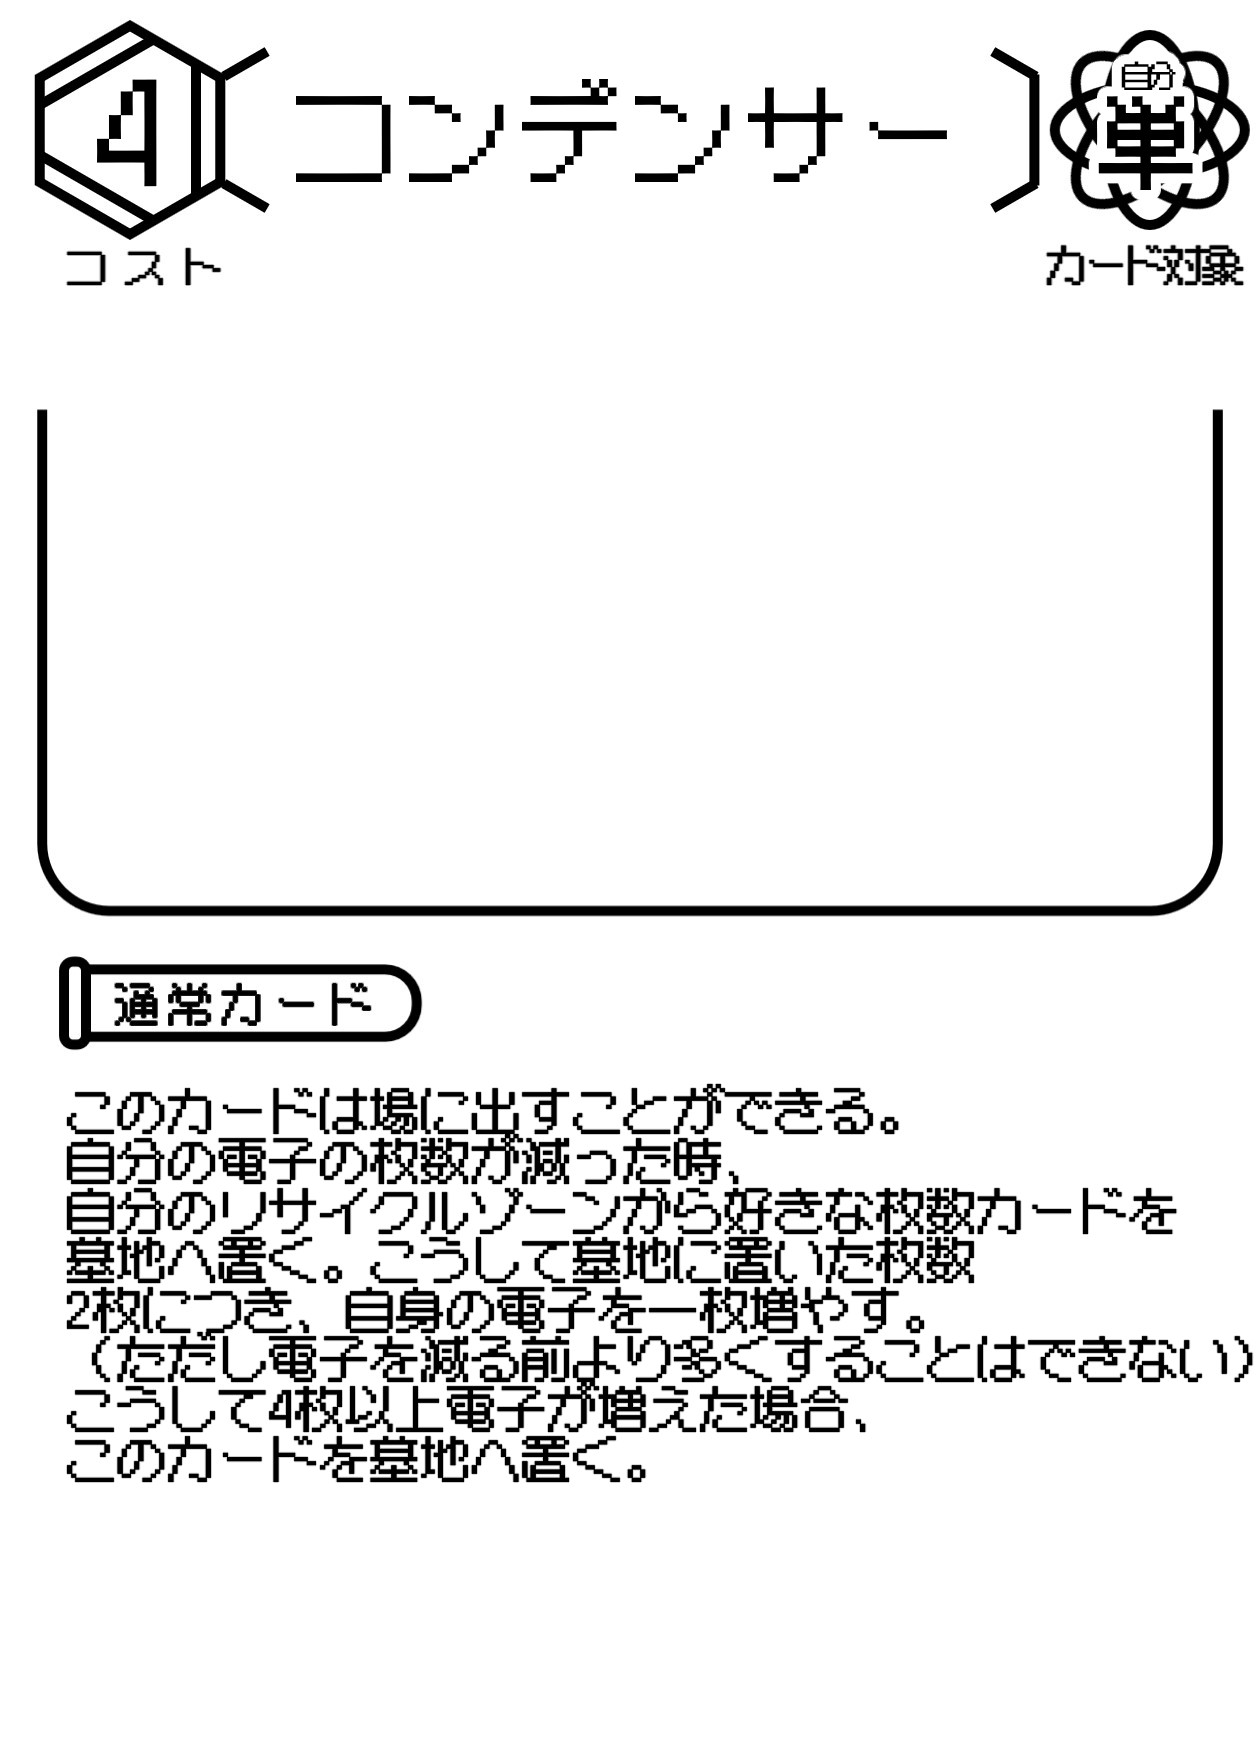 4
コンデンサー
自分
単
コスト
カード対象
通常カード
このカードは場に出すことができる。
自分の電子の枚数が減った時、
自分のリサイクルゾーンから好きな枚数カードを
墓地へ置く。こうして墓地に置いた枚数
2枚につき、自身の電子を一枚増やす。
（ただし電子を減る前より多くすることはできない）
こうして4枚以上電子が増えた場合、
このカードを墓地へ置く。